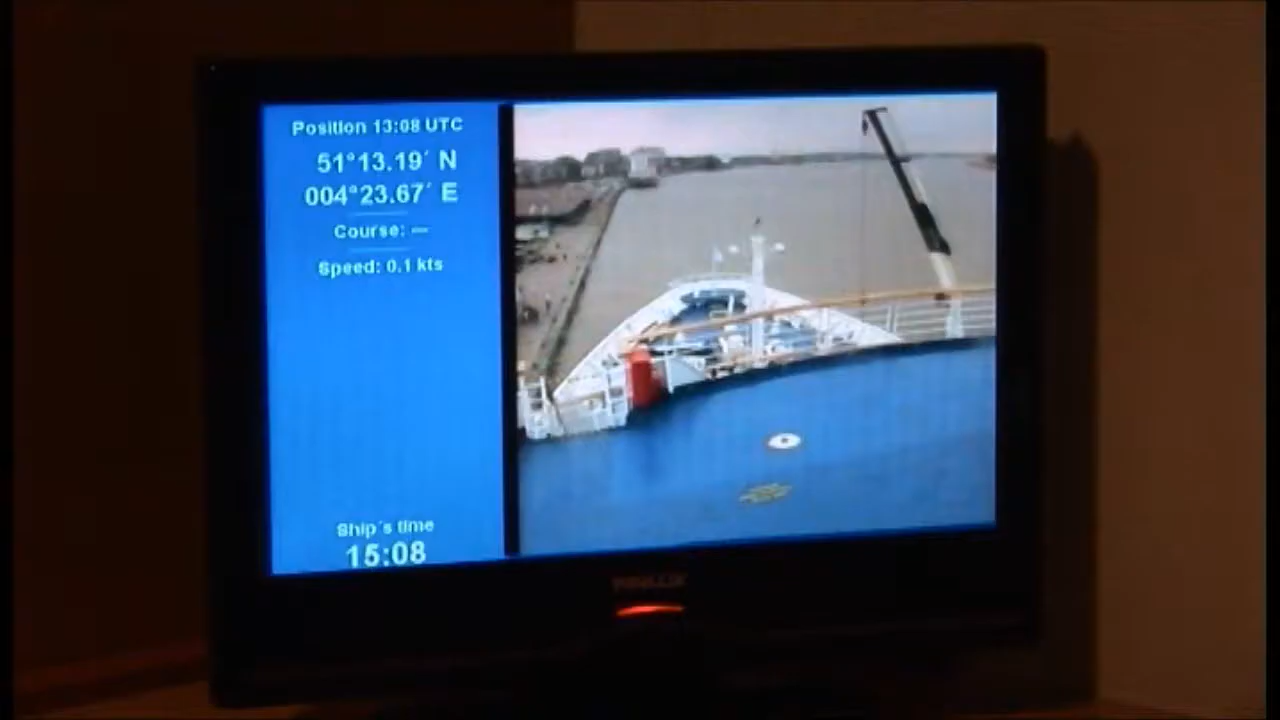 Position 13:08 UTC
51°13.19´ N
004°23.67´ E
Course: ---
Speed: 0.1 kts
Ship´s time
15:08